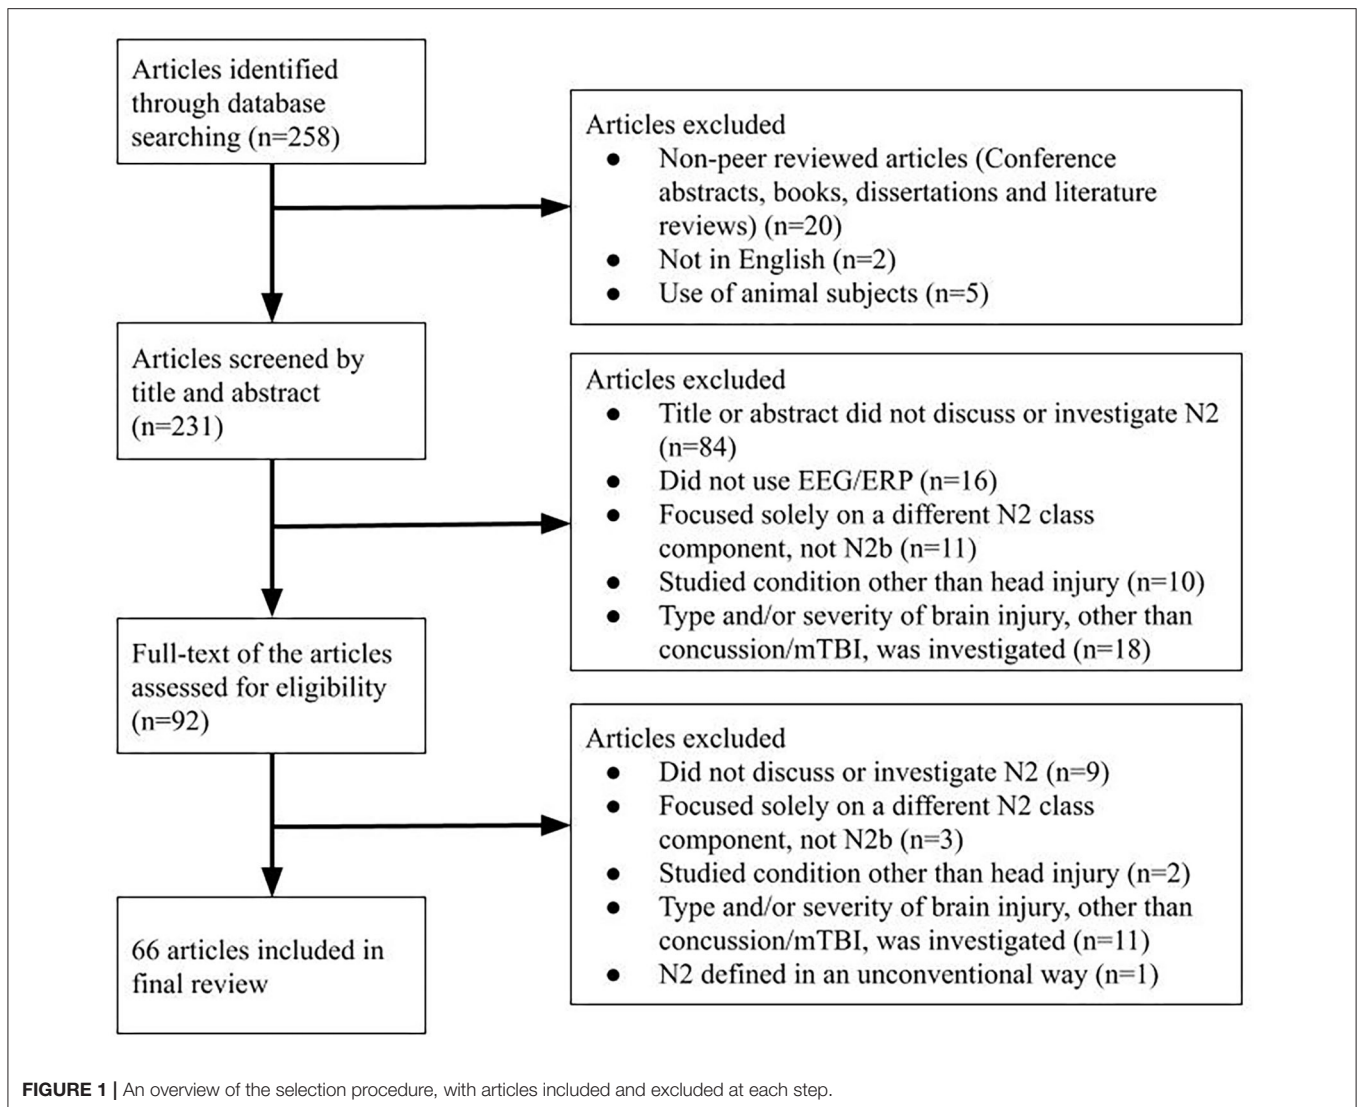 Articles identified
through database
searching (n=258)
Articles excluded
● Non-peer reviewed articles (Conference
abstracts, books, dissertations and literature
reviews) (n=20)
● Not in English (n=2)
● Use of animal subjects (n=5)
Articles screened by
title and abstract
(n=231)
Articles excluded
● Title or abstract did not discuss or investigate N2
(n=84)
● Did not use EEG/ERP (n=16)
● Focused solely on a different N2 class
component, not N2b (n=11)
● Studied condition other than head injury (n=10)
● Type and/or severity of brain injury, other than
concussion/mTBI, was investigated (n=18)
Full-text of the articles
assessed for eligibility
(n=92)
Articles excluded
● Did not discuss or investigate N2 (n=9)
● Focused solely on a different N2 class
component, not N2b (n=3)
● Studied condition other than head injury (n=2)
● Type and/or severity of brain injury, other than
concussion/mTBI, was investigated (n=11)
● N2 defined in an unconventional way (n=1)
66 articles included in
final review
FIGURE 1 | An overview of the selection procedure, with articles included and excluded at each step.